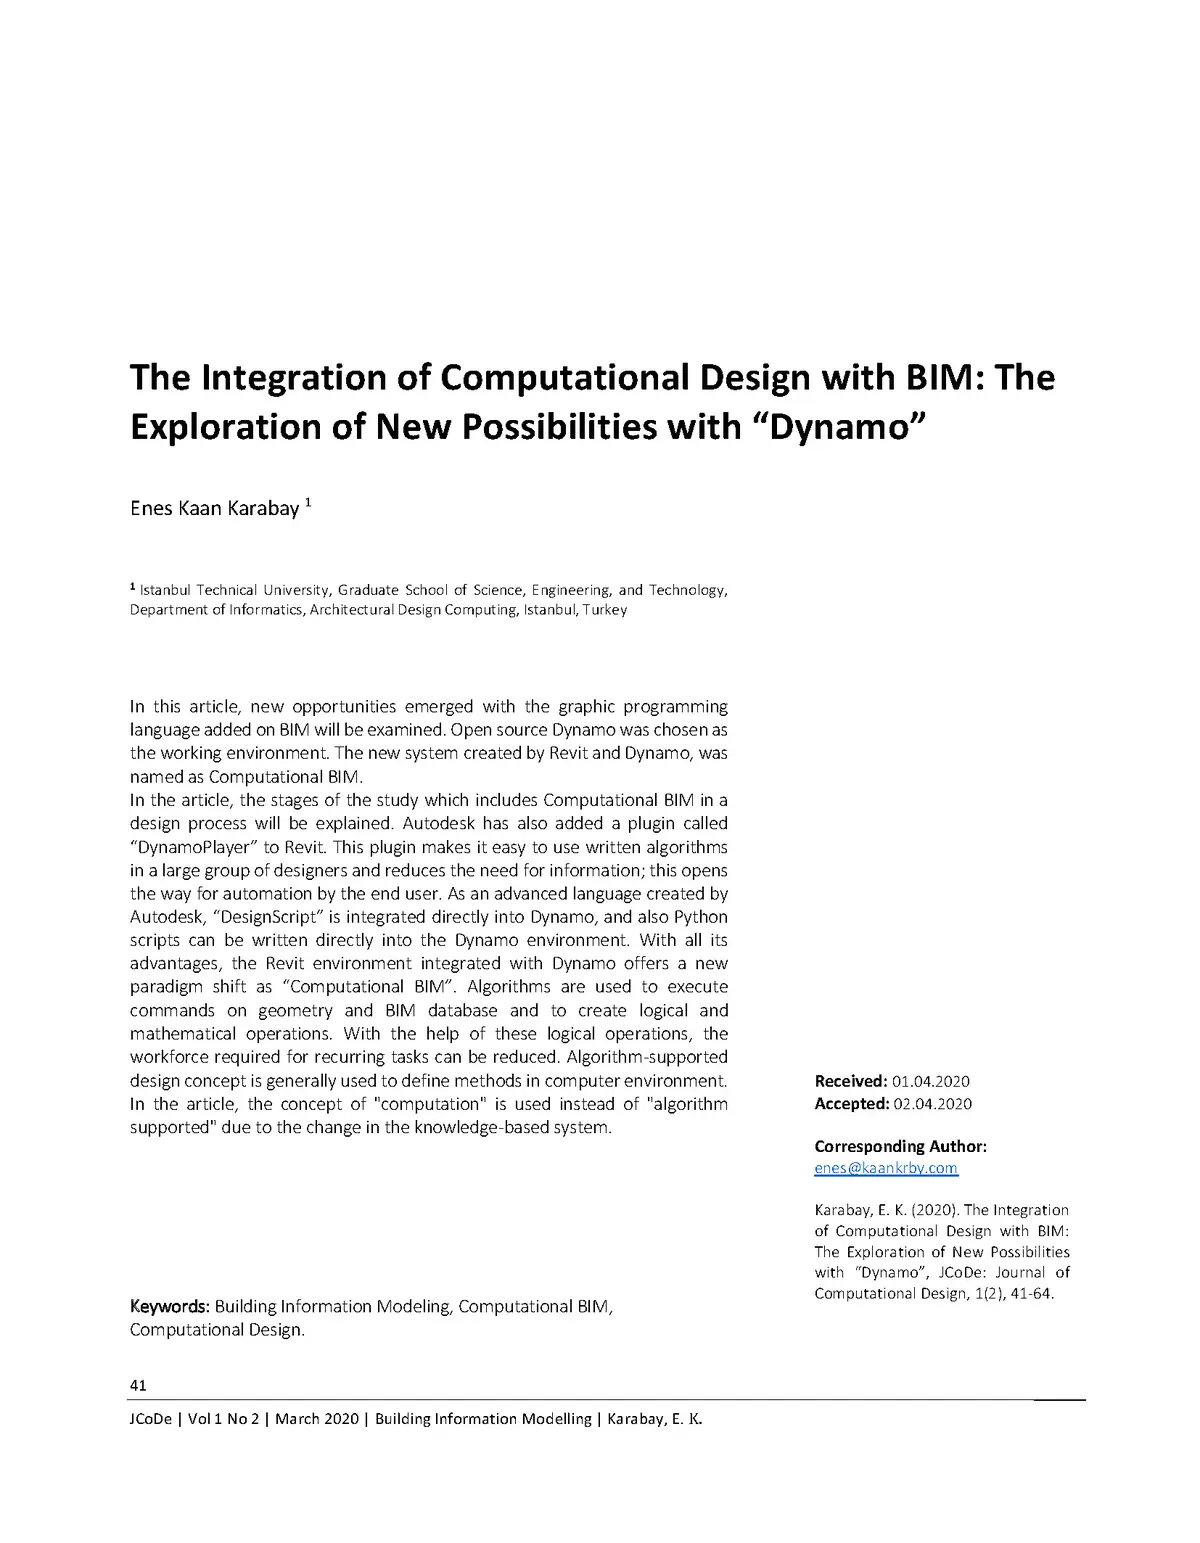 The Integration of Computational Design with BIM: The
Exploration of New Possibilities with “Dynamo”
Enes Kaan Karabay 1
1 Istanbul Technical University, Graduate School of Science, Engineering, and Technology,
Department of Informatics, Architectural Design Computing, Istanbul, Turkey
In this article, new opportunities emerged with the graphic programming
language added on BIM will be examined. Open source Dynamo was chosen as
the working environment. The new system created by Revit and Dynamo, was
named as Computational BIM.
In the article, the stages of the study which includes Computational BIM in a
design process will be explained. Autodesk has also added a plugin called
“DynamoPlayer” to Revit. This plugin makes it easy to use written algorithms
in a large group of designers and reduces the need for information; this opens
the way for automation by the end user. As an advanced language created by
Autodesk, “DesignScript” is integrated directly into Dynamo, and also Python
scripts can be written directly into the Dynamo environment. With all its
advantages, the Revit environment integrated with Dynamo offers a new
paradigm shift as “Computational BIM”. Algorithms are used to execute
commands on geometry and BIM database and to create logical and
mathematical operations. With the help of these logical operations, the
workforce required for recurring tasks can be reduced. Algorithm-supported
design concept is generally used to define methods in computer environment.
In the article, the concept of "computation" is used instead of "algorithm
supported" due to the change in the knowledge-based system.
Received: 01.04.2020
Accepted: 02.04.2020
Corresponding Author:
enes@kaankrby.com
Karabay, E. K. (2020). The Integration
of Computational Design with BIM:
The Exploration of New Possibilities
with “Dynamo”, JCoDe: Journal of
Computational Design, 1(2), 41-64.
Keywords: Building Information Modeling, Computational BIM,
Computational Design.
41
JCoDe | Vol 1 No 2 | March 2020 | Building Information Modelling | Karabay, E. K.